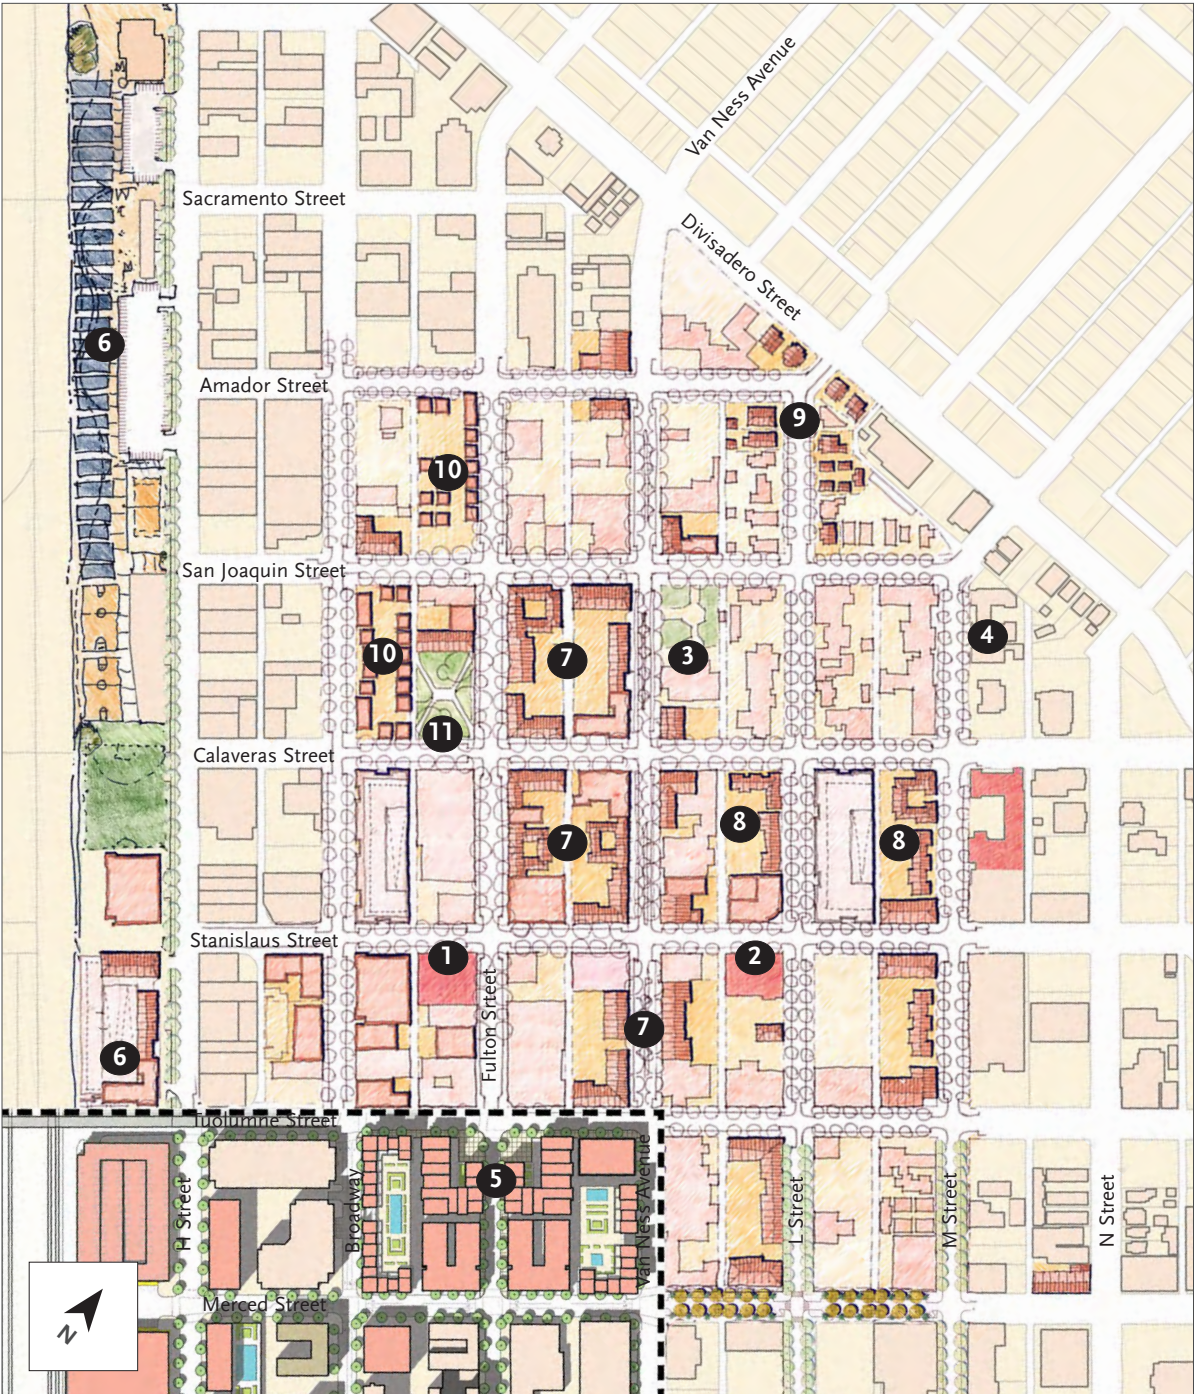 Van Ness Avenue
Sacramento Street
Divisadero Street
6
Amador Street
9
10
San Joaquin Street
4
10
7
3
11
Calaveras Street
8
7
8
Stanislaus Street
1
2
Fulton Srteet
7
6
Tuolumne Street
5
H Street
Broadway
Van Ness Avenue
L Street
M Street
N Street
Merced Street
N